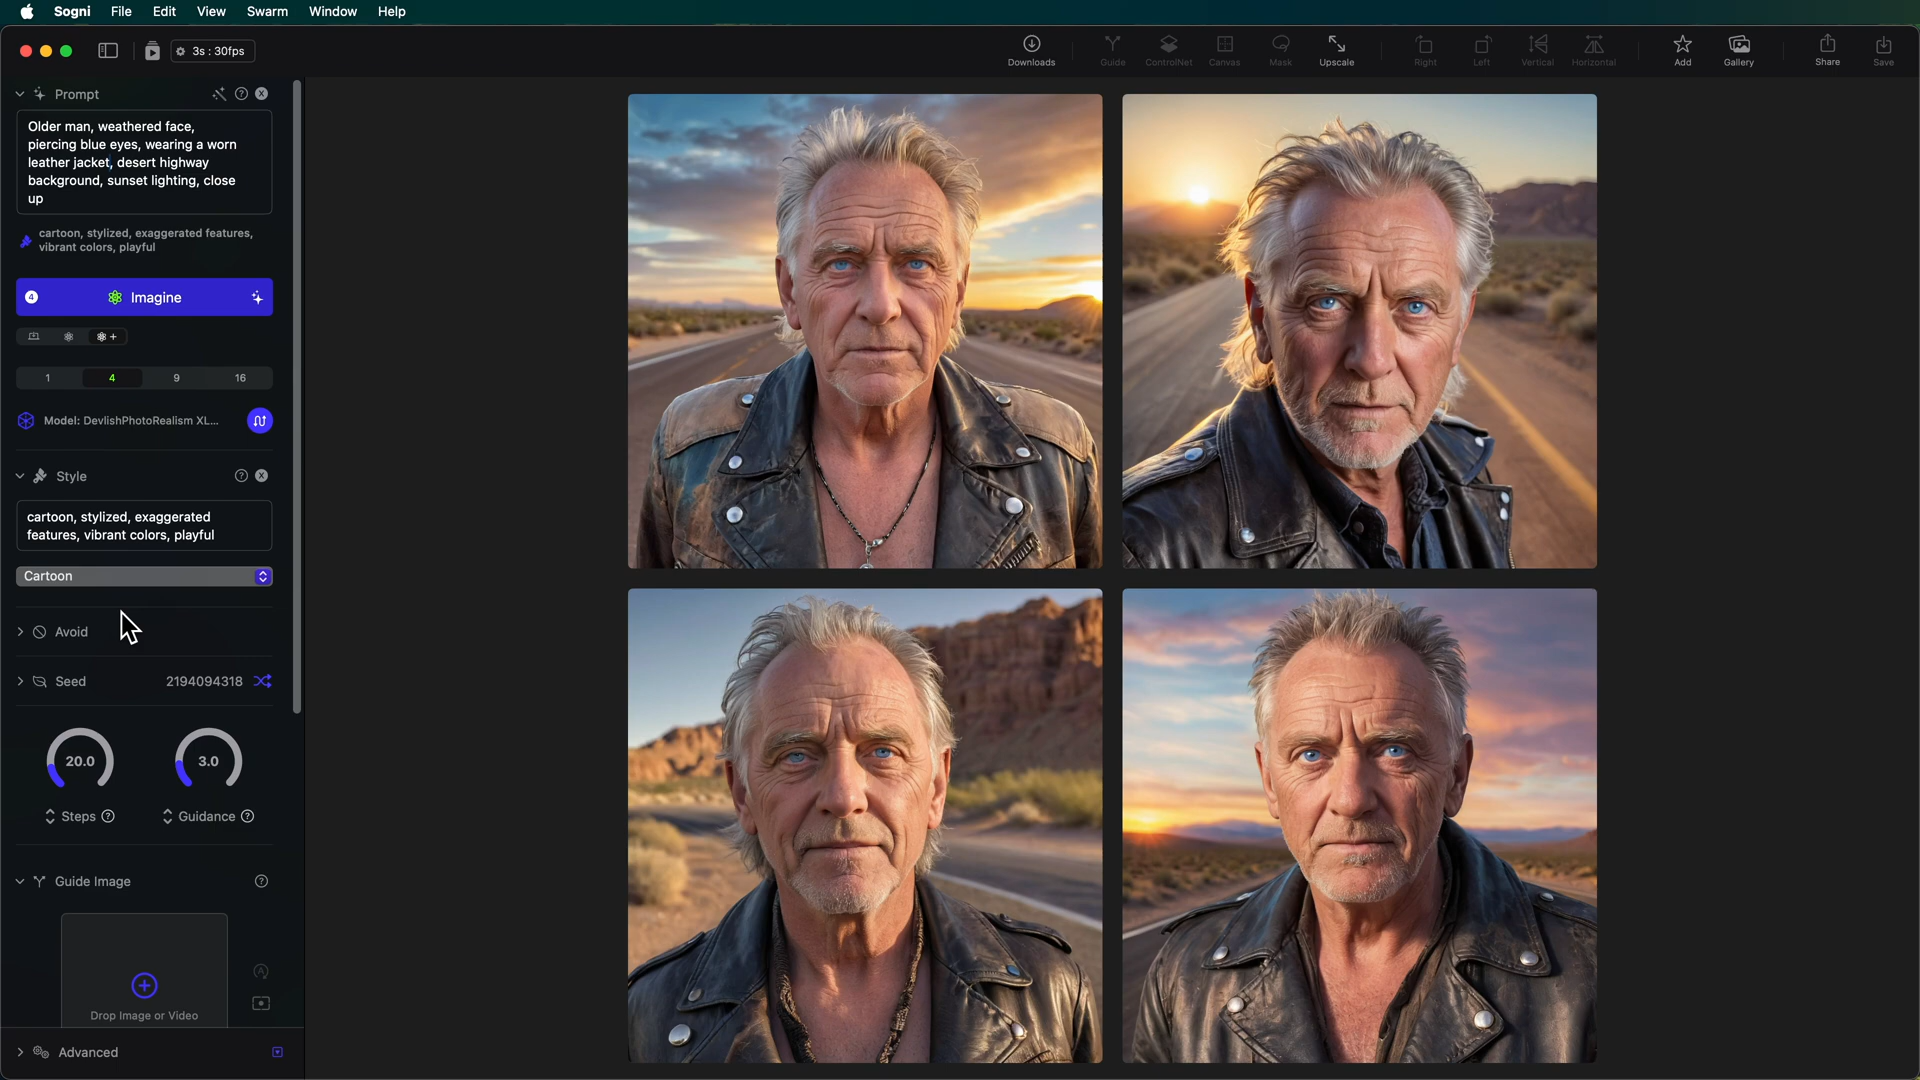 Sogni File Edit View Swarm Window Help
3s : 30fps
Downloads Guide ControlNet Canvas Mask Upscale Right Left Vertical Horizontal Add Gallery Share Save
Prompt
Older man, weathered face,
piercing blue eyes, wearing a worn
leather jacket, desert highway
background, sunset lighting, close
up
cartoon, stylized, exaggerated features,
vibrant colors, playful
4 Imagine
1 4 9 16
Model: DevlishPhotoRealism XL...
Style
cartoon, stylized, exaggerated
features, vibrant colors, playful
Cartoon
Avoid
Seed 2194094318
20.0 3.0
Steps Guidance
Guide Image
Drop Image or Video
Advanced